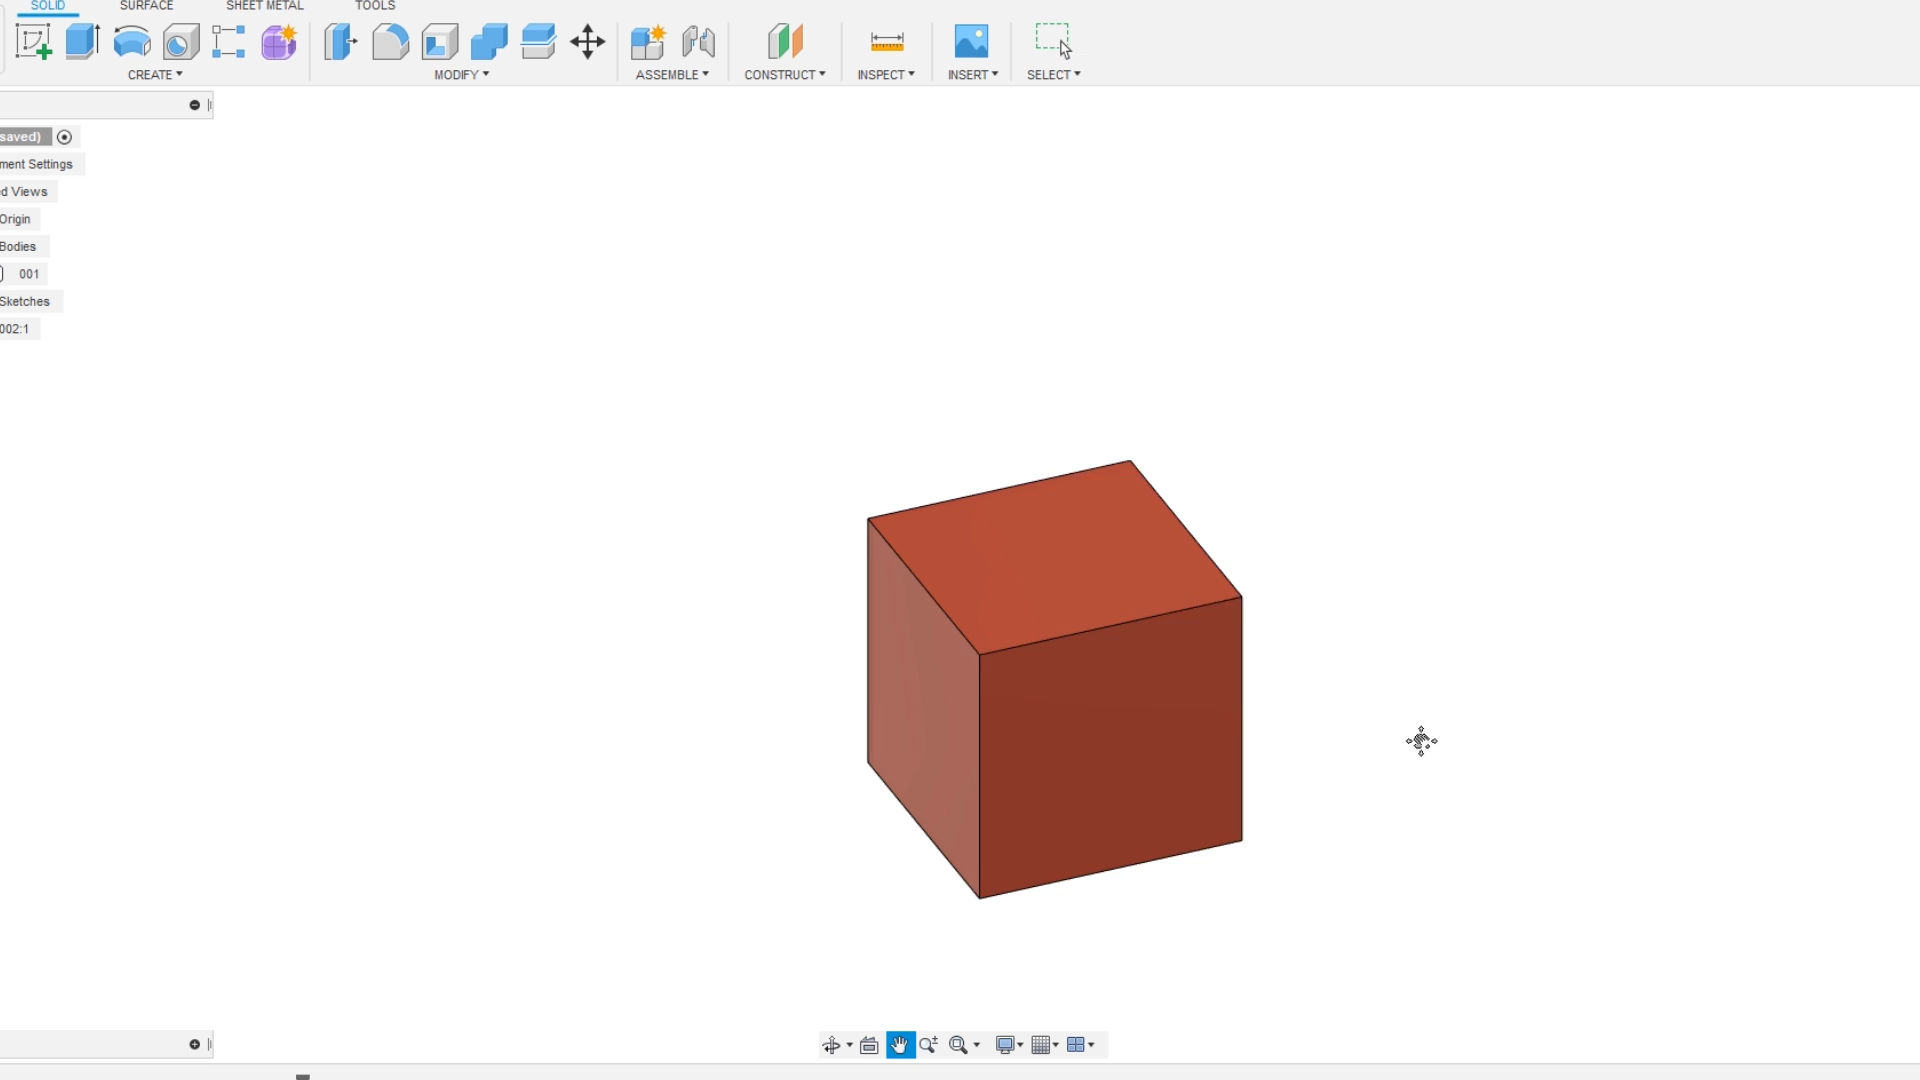 SOLID SURFACE SHEET METAL TOOLS
CREATE MODIFY ASSEMBLE CONSTRUCT INSPECT INSERT SELECT
saved)
ment Settings
ed Views
Origin
Bodies
001
Sketches
002:1